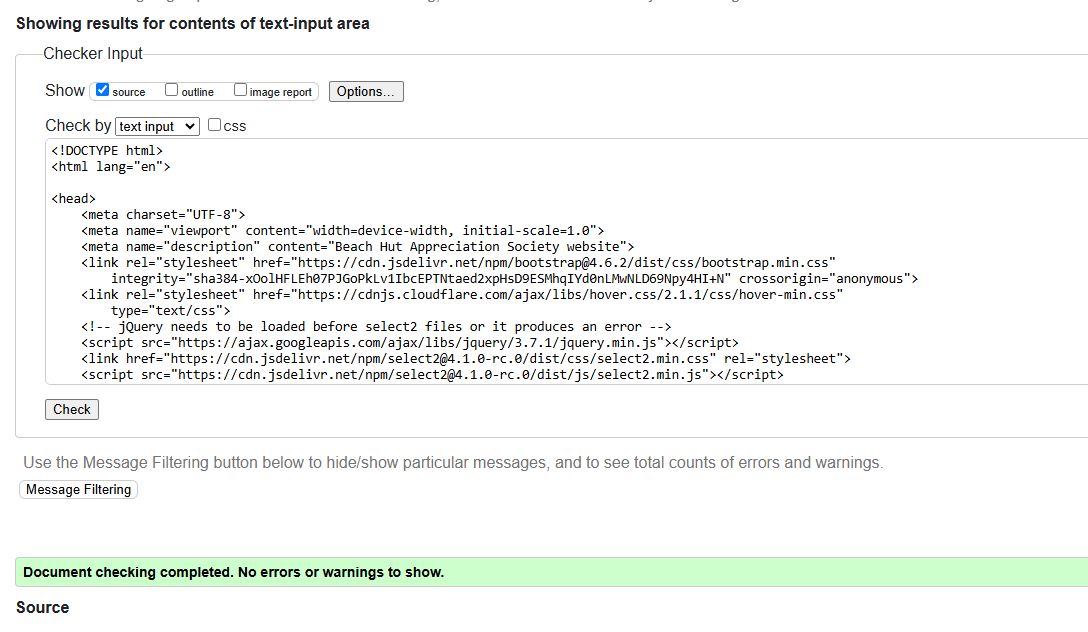 Showing results for contents of text-input area
Checker Input
Show source outline image report Options...
Check by text input css
<!DOCTYPE html>
<html lang="en">
<head>
<meta charset="UTF-8">
<meta name="viewport" content="width=device-width, initial-scale=1.0">
<meta name="description" content="Beach Hut Appreciation Society website">
<link rel="stylesheet" href="https://cdn.jsdelivr.net/npm/bootstrap@4.6.2/dist/css/bootstrap.min.css"
integrity="sha384-xOolHFLEh07PJGoPkLv1IbcEPTNtaed2xpHsD9ESMhqIYd0nLMwNLD69Npy4HI+N" crossorigin="anonymous">
<link rel="stylesheet" href="https://cdnjs.cloudflare.com/ajax/libs/hover.css/2.1.1/css/hover-min.css"
type="text/css">
<!-- jQuery needs to be loaded before select2 files or it produces an error -->
<script src="https://ajax.googleapis.com/ajax/libs/jquery/3.7.1/jquery.min.js"></script>
<link href="https://cdn.jsdelivr.net/npm/select2@4.1.0-rc.0/dist/css/select2.min.css" rel="stylesheet">
<script src="https://cdn.jsdelivr.net/npm/select2@4.1.0-rc.0/dist/js/select2.min.js"></script>
Check
Use the Message Filtering button below to hide/show particular messages, and to see total counts of errors and warnings.
Message Filtering
Document checking completed. No errors or warnings to show.
Source